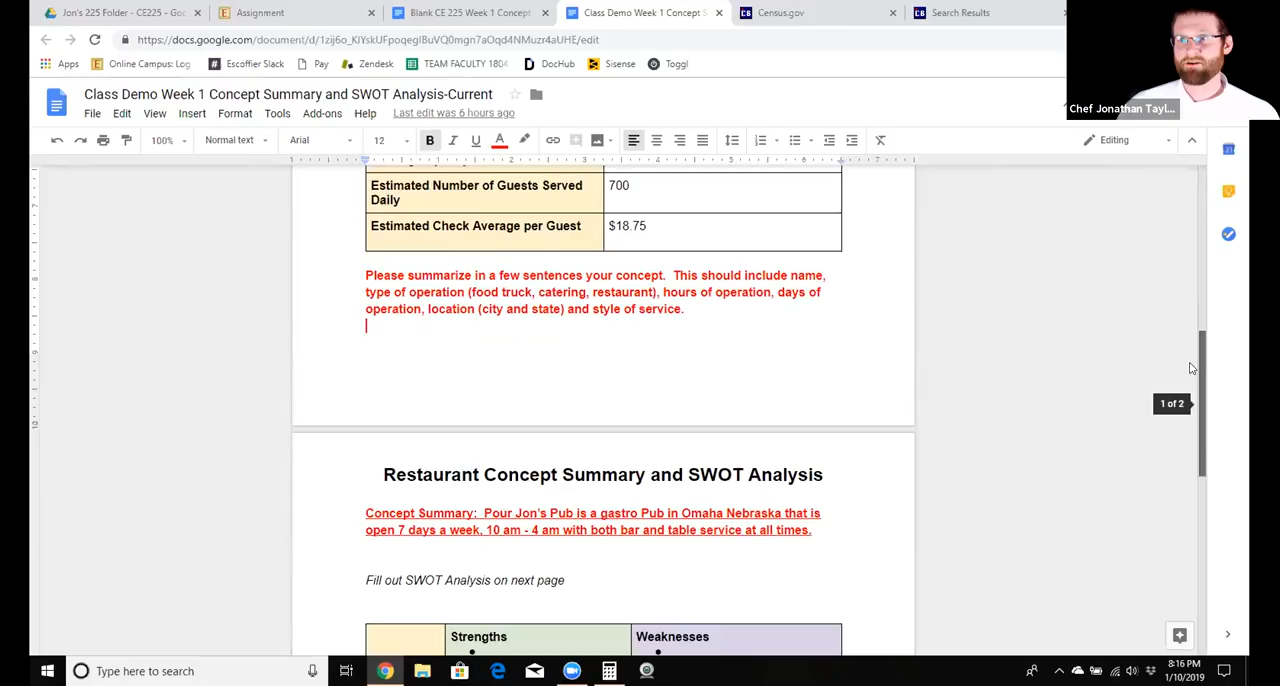 Jon's 225 Folder - CE225 - Goo
Assignment
Blank CE 225 Week 1 Concept
Class Demo Week 1 Concept S
Census.gov
Search Results
Apps
Online Campus: Log
Escoffier Slack
Pay
Zendesk
TEAM FACULTY 1804
DocHub
Sisense
Toggl
Chef Jonathan Tayl...
Class Demo Week 1 Concept Summary and SWOT Analysis-Current
File Edit View Insert Format Tools Add-ons Help Last edit was 6 hours ago
100% Normal text Arial 12 Editing
Estimated Number of Guests Served
Daily
700
Estimated Check Average per Guest
$18.75
Please summarize in a few sentences your concept. This should include name,
type of operation (food truck, catering, restaurant), hours of operation, days of
operation, location (city and state) and style of service.
1 of 2
Restaurant Concept Summary and SWOT Analysis
Concept Summary: Pour Jon's Pub is a gastro Pub in Omaha Nebraska that is
open 7 days a week, 10 am - 4 am with both bar and table service at all times.
Fill out SWOT Analysis on next page
Strengths
Weaknesses
Type here to search
8:16 PM
1/10/2019